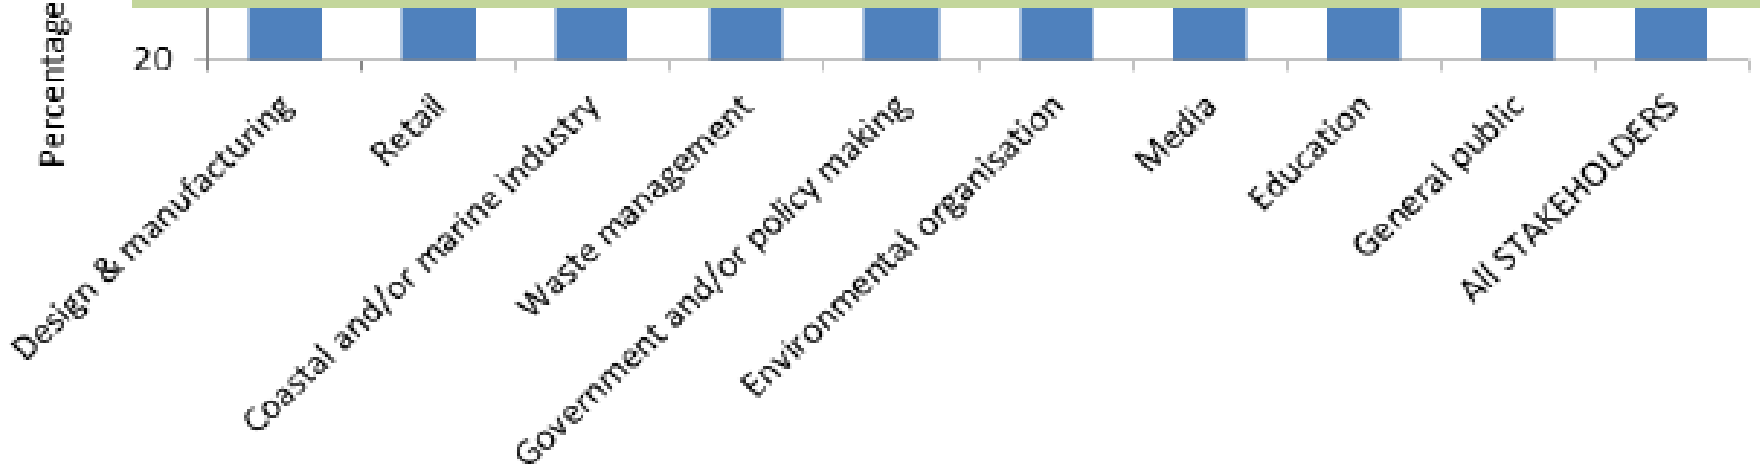 Percentage
20
Design & manufacturing
Retail
Coastal and/or marine industry
Waste management
Government and/or policy making
Environmental organisation
Media
Education
General public
All STAKEHOLDERS